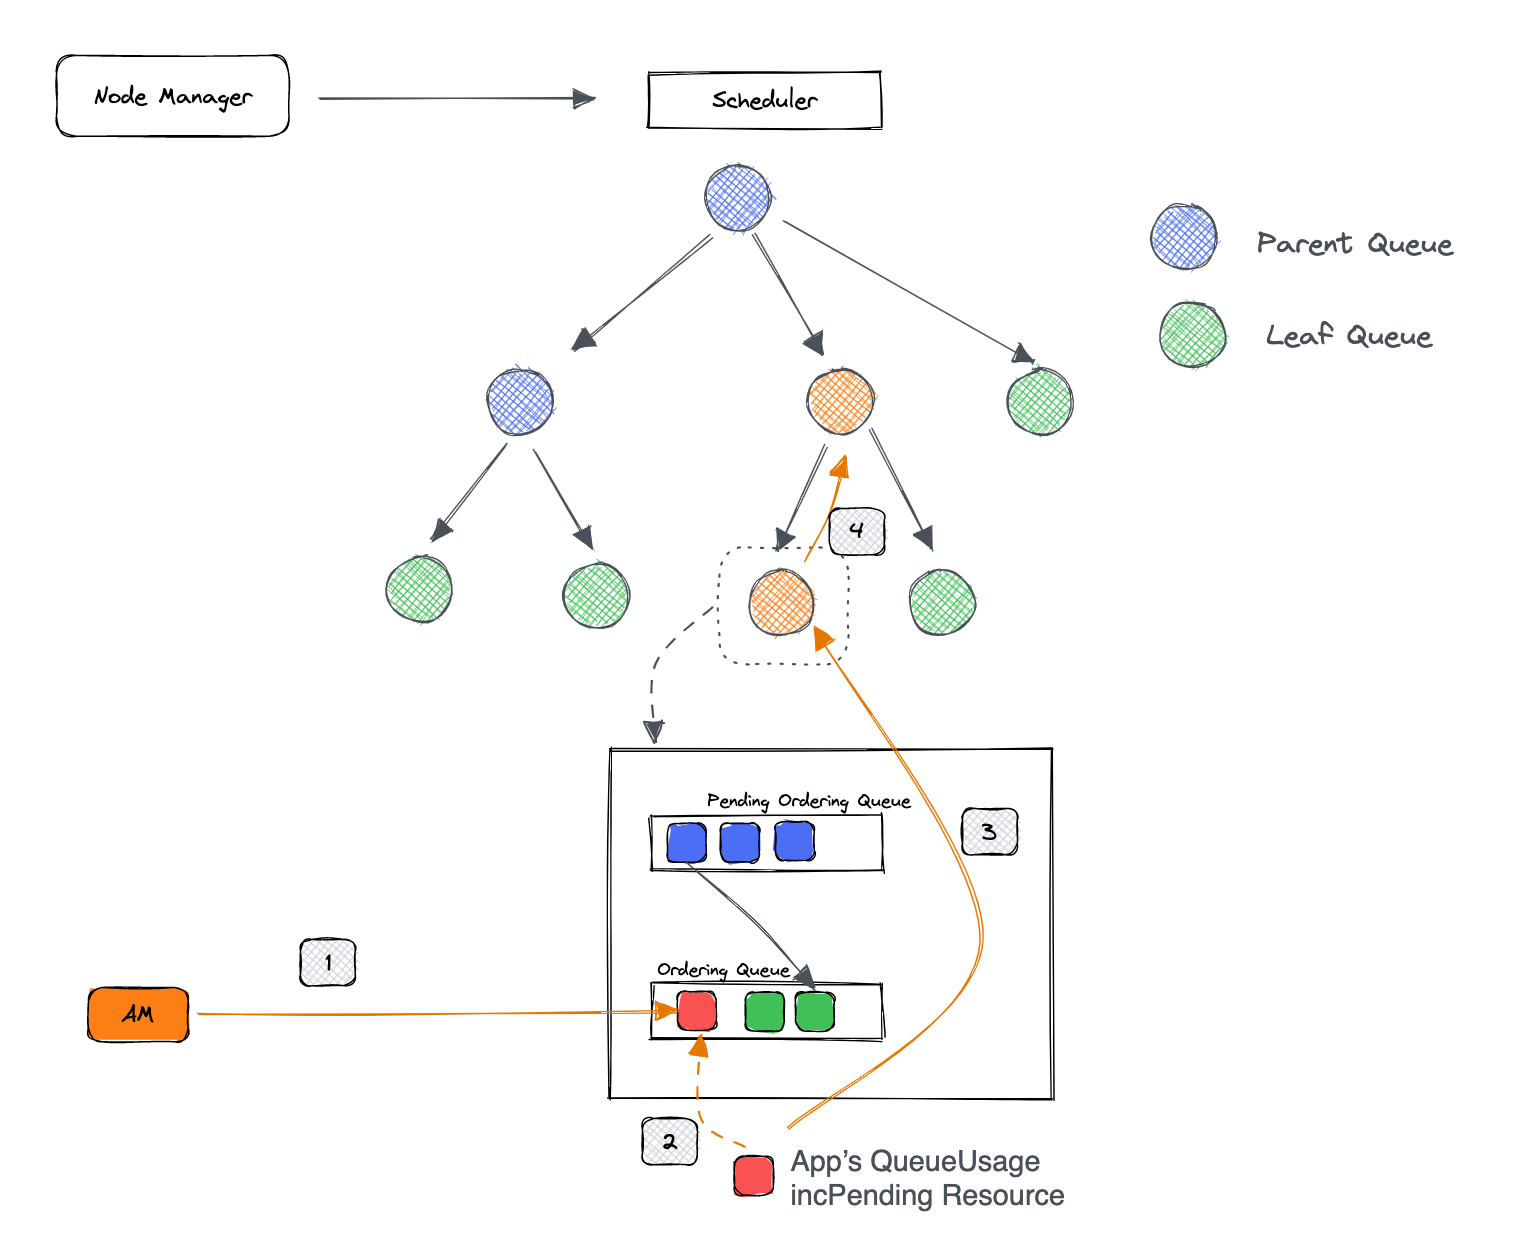 Node Manager
Scheduler
Parent Queue
Leaf Queue
4
Pending Ordering Queue
3
1
Ordering Queue
AM
2
App's QueueUsage
incPending Resource